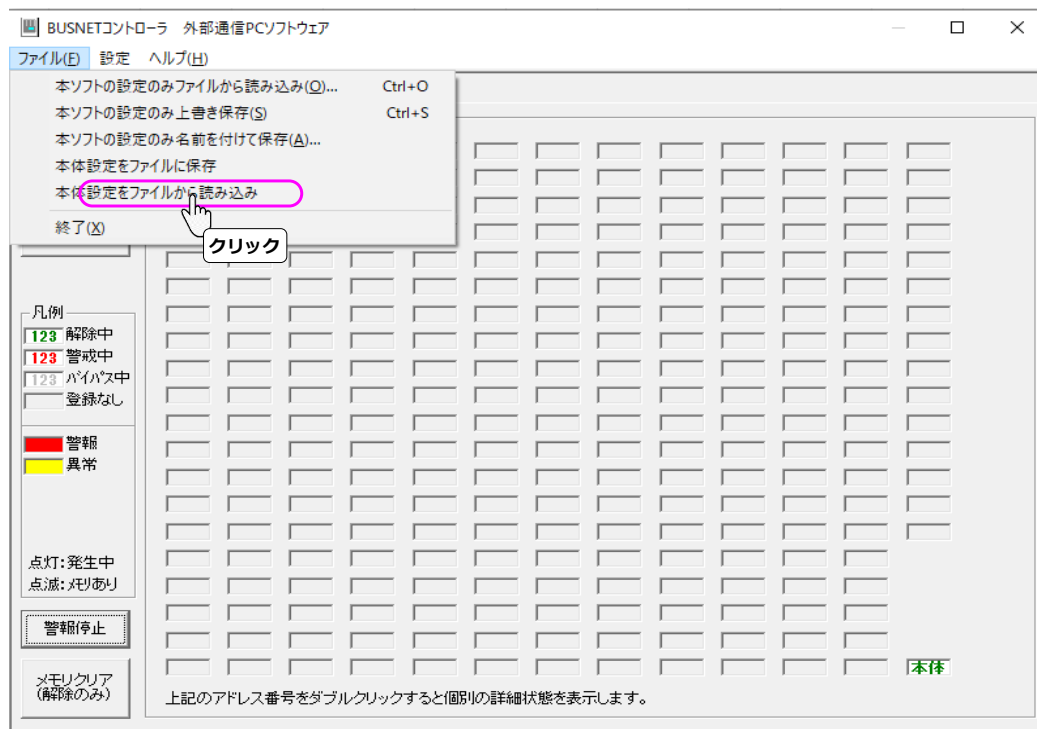 BUSNETコントローラ 外部通信PCソフトウェア
ファイル(F) 設定 ヘルプ(H)
本ソフトの設定のみファイルから読み込み(O)... Ctrl+O
本ソフトの設定のみ上書き保存(S) Ctrl+S
本ソフトの設定のみ名前を付けて保存(A)...
本体設定をファイルに保存
本体設定をファイルから読み込み
終了(X)
クリック
凡例
123 解除中
123 警戒中
123 バイパス中
登録なし
警報
異常
点灯:発生中
点滅:メモリあり
警報停止
メモリクリア
(解除のみ)
本体
上記のアドレス番号をダブルクリックすると個別の詳細状態を表示します。